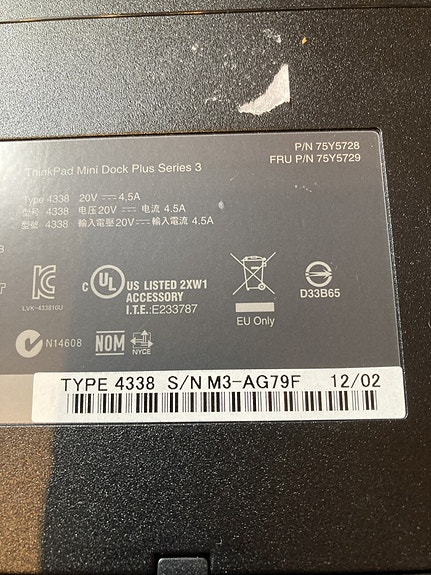 P/N 75Y5728
FRU P/N 75Y5729
ThinkPad Mini Dock Plus Series 3
Type 4338 20V 4.5A
型号 4338 电压20V 电流 4.5A
型號 4338 輸入電壓20V 輸入電流 4.5A
C UL US LISTED 2XW1
ACCESSORY
I.T.E.:E233787
LVK-433810U
EU Only
D33B65
N14608
NOM
NYCE
TYPE 4338 S/N M3-AG79F 12/02